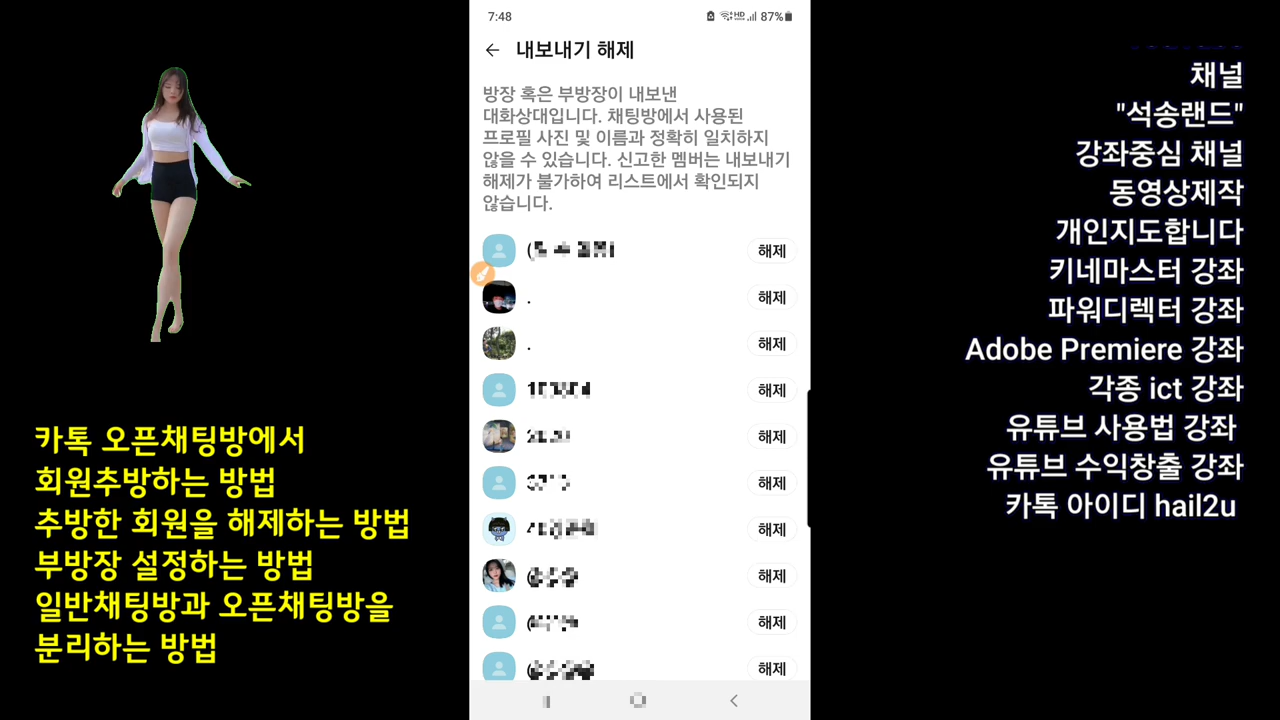 7:48
87%
내보내기 해제
방장 혹은 부방장이 내보낸
대화상대입니다. 채팅방에서 사용된
프로필 사진 및 이름과 정확히 일치하지
않을 수 있습니다. 신고한 멤버는 내보내기
해제가 불가하여 리스트에서 확인되지
않습니다.
해제
. 해제
. 해제
해제
해제
해제
해제
해제
해제
해제
카톡 오픈채팅방에서
회원추방하는 방법
추방한 회원을 해제하는 방법
부방장 설정하는 방법
일반채팅방과 오픈채팅방을
분리하는 방법
채널
"석송랜드"
강좌중심 채널
동영상제작
개인지도합니다
키네마스터 강좌
파워디렉터 강좌
Adobe Premiere 강좌
각종 ict 강좌
유튜브 사용법 강좌
유튜브 수익창출 강좌
카톡 아이디 hail2u